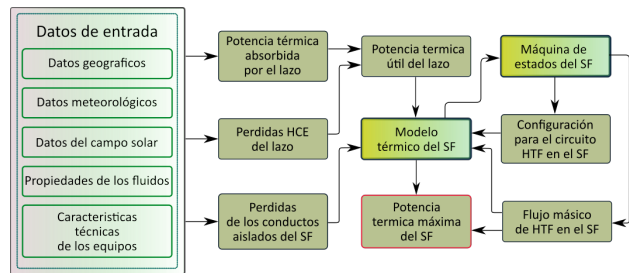 Datos de entrada
Datos geograficos
Datos meteorológicos
Datos del campo solar
Propiedades de los fluidos
Caracteristicas
técnicas
de los equipos
Potencia térmica
absorbida
por el lazo
Perdidas HCE
del lazo
Perdidas
de los conductos
aislados del SF
Potencia termica
útil del lazo
Modelo
térmico del SF
Potencia
termica máxima
del SF
Máquina de
estados del SF
Configuración
para el circuito
HTF en el SF
Flujo másico
de HTF en el SF